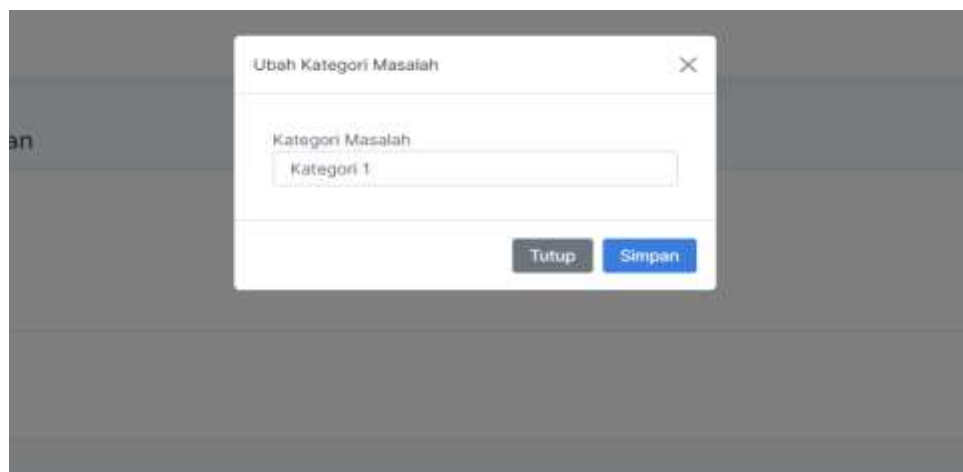 Ubah Kategori Masalah
an
Kategori Masalah
Kategori 1
Tutup Simpan